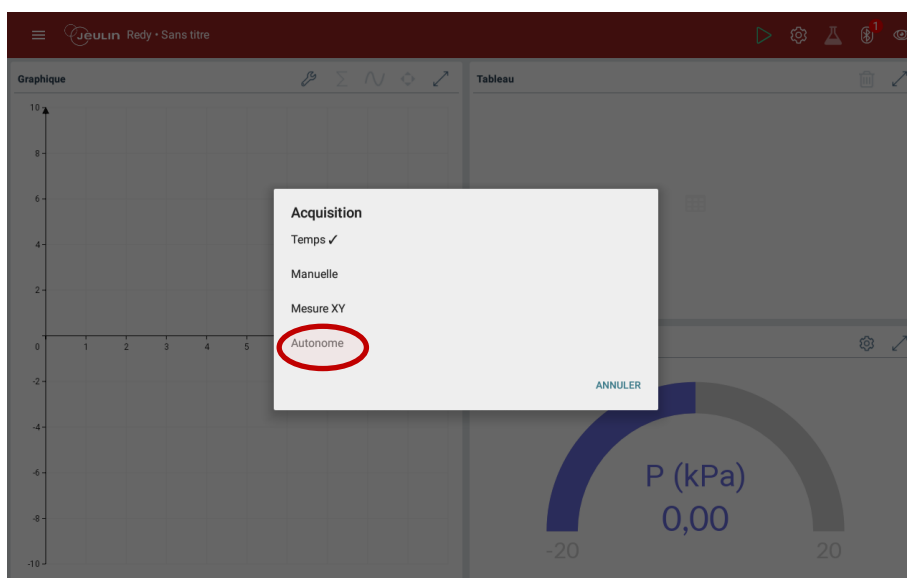 Jeulin Redy • Sans titre
1
Graphique
Tableau
10
8
6
4
2
0 1 2 3 4 5
-2
-4
-6
-8
-10
Acquisition
Temps ✓
Manuelle
Mesure XY
Autonome
ANNULER
P (kPa)
0,00
-20 20